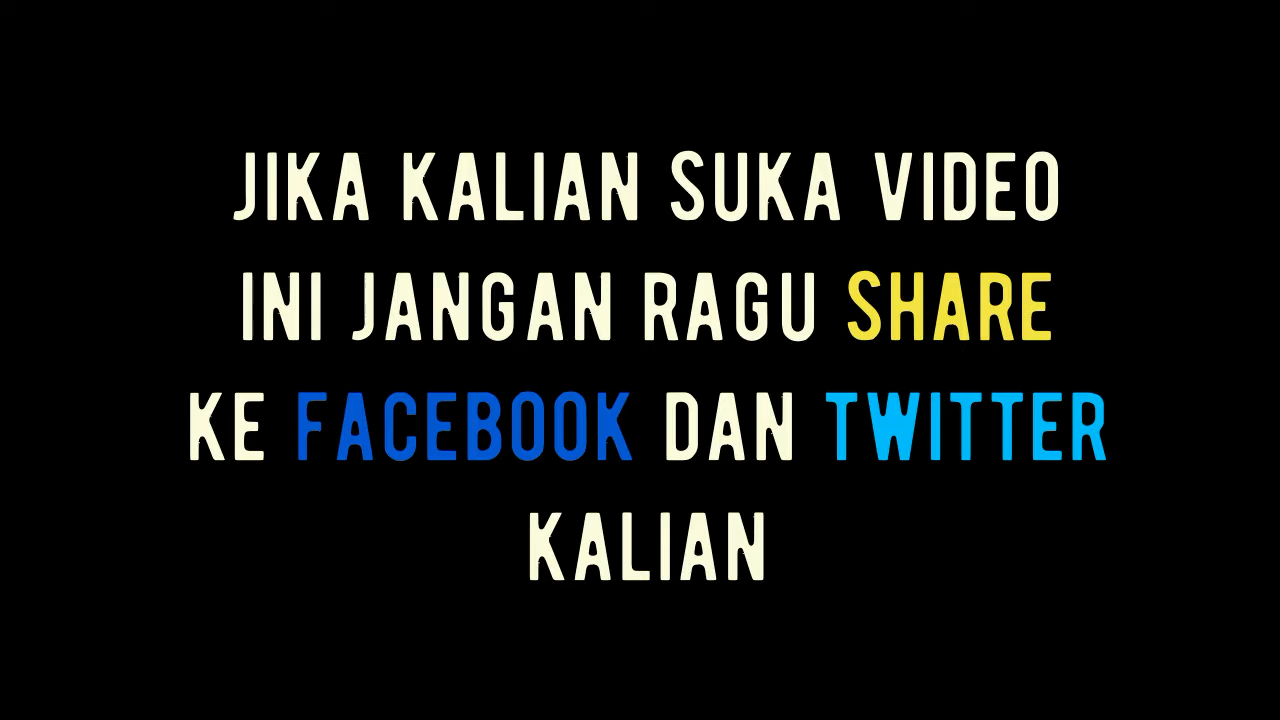 JIKA KALIAN SUKA VIDEO
INI JANGAN RAGU SHARE
KE FACEBOOK DAN TWITTER
KALIAN